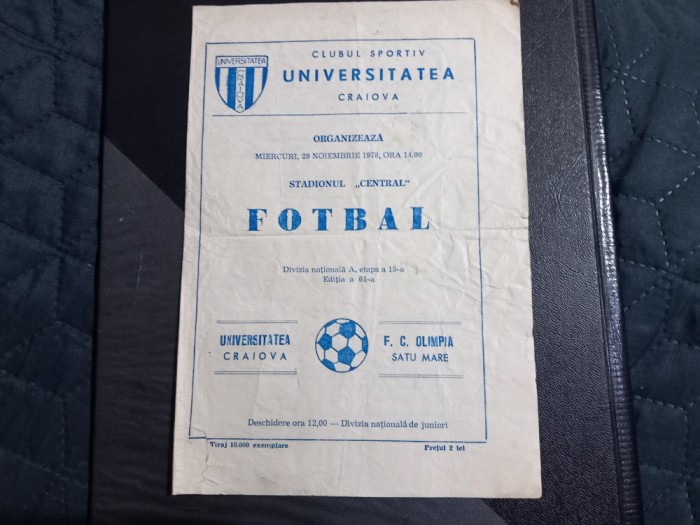 UNIVERSITATEA
CRAIOVA
CLUBUL SPORTIV
UNIVERSITATEA
CRAIOVA
ORGANIZEAZĂ
MIERCURI, 29 NOIEMBRIE 1978, ORA 14,00
STADIONUL „CENTRAL"
FOTBAL
Divizia națională A, etapa a 15-a
Ediția a 61-a
UNIVERSITATEA
CRAIOVA
F. C. OLIMPIA
SATU MARE
Deschidere ora 12,00 — Divizia națională de juniori
Tiraj 10.000 exemplare
Prețul 2 lei